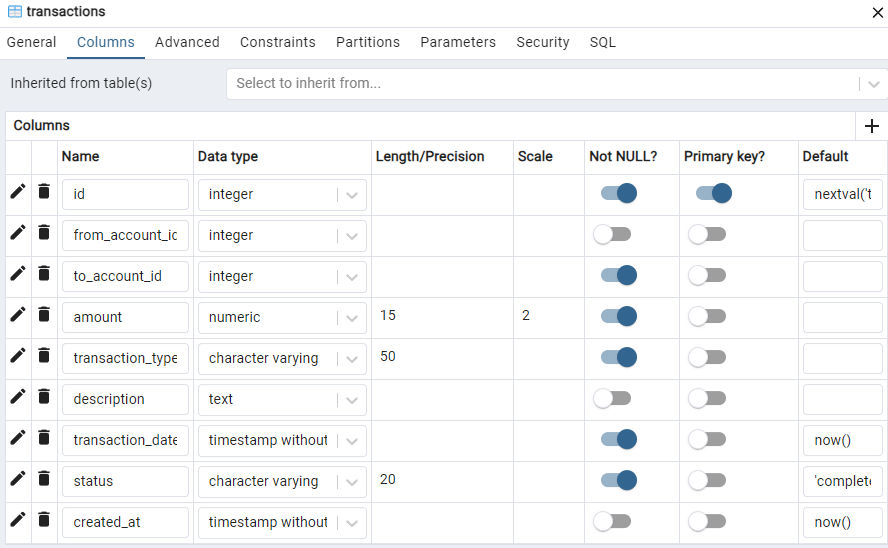 transactions
General Columns Advanced Constraints Partitions Parameters Security SQL
Inherited from table(s) Select to inherit from...
Columns
Name Data type Length/Precision Scale Not NULL? Primary key? Default
id integer nextval('t
from_account_id integer
to_account_id integer
amount numeric 15 2
transaction_type character varying 50
description text
transaction_date timestamp without now()
status character varying 20 'complete
created_at timestamp without now()